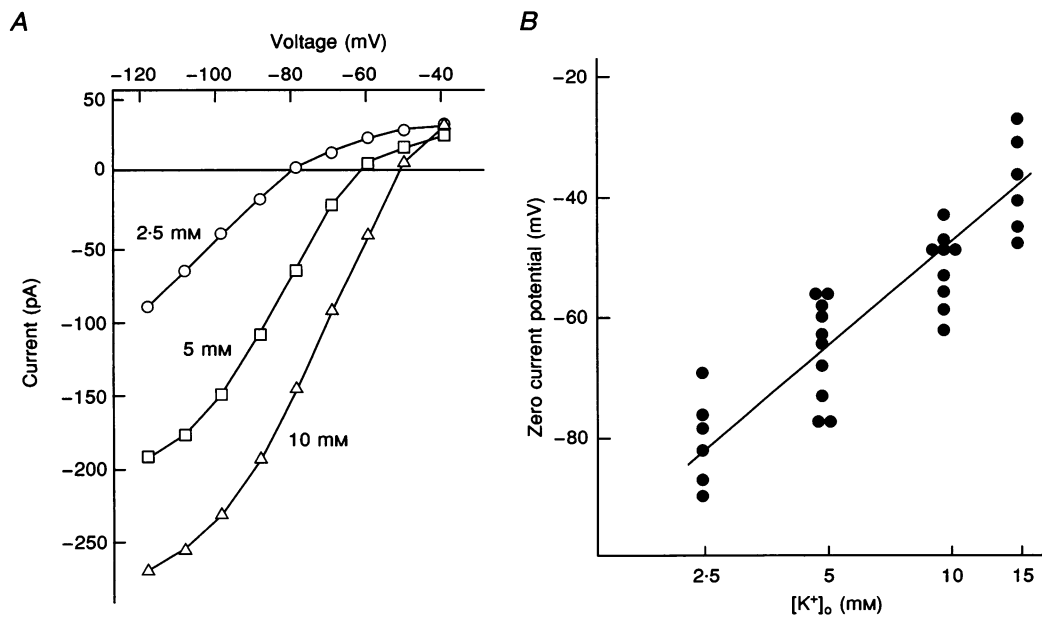 A
Voltage (mV)
−120 −100 −80 −60 −40
50
0
−50
−100
−150
−200
−250
Current (pA)
2·5 mM
5 mM
10 mM
B
−20
−40
−60
−80
Zero current potential (mV)
2·5 5 10 15
[K⁺]ₒ (mM)